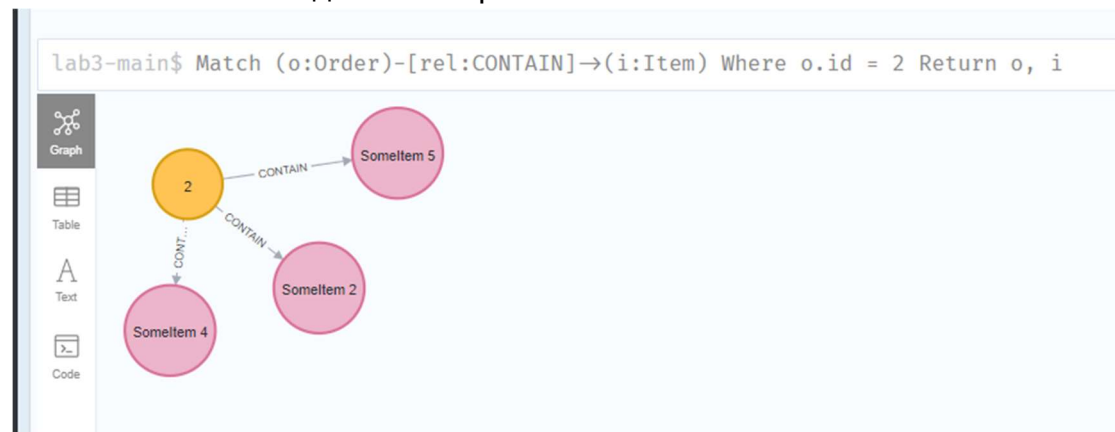 lab3-main$ Match (o:Order)-[rel:CONTAIN]→(i:Item) Where o.id = 2 Return o, i
Graph
SomeItem 5
CONTAIN
2
Table
CONTAIN
CONT...
A
Text
SomeItem 2
SomeItem 4
>_
Code